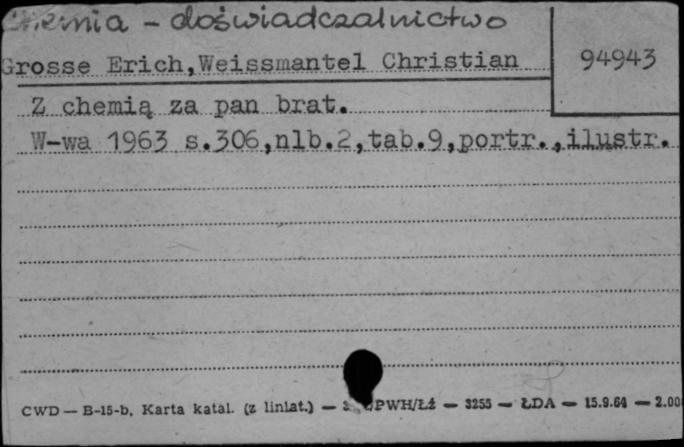 Chemia - doświadczalnictwo
Grosse Erich,Weissmantel Christian
94943
Z chemią za pan brat.
W-wa 1963 s.306,nlb.2,tab.9,portr.,ilustr.
CWD — B-15-b, Karta katal. (z liniat.) — PWH/Łź — 3255 — ŁDA — 15.9.64 — 2.00